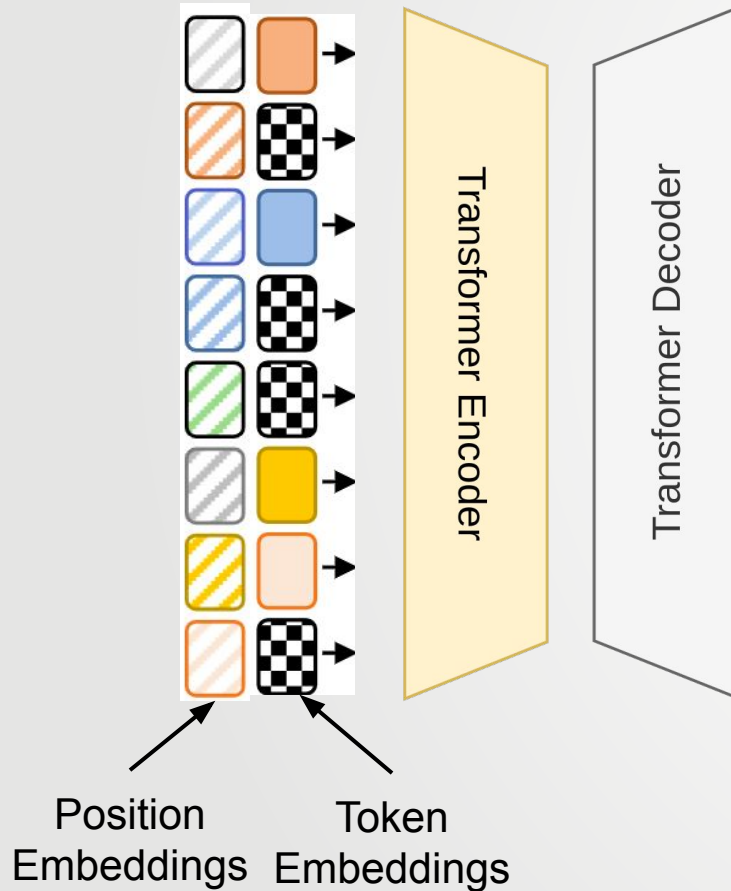 Transformer Encoder
Transformer Decoder
Position
Embeddings
Token
Embeddings